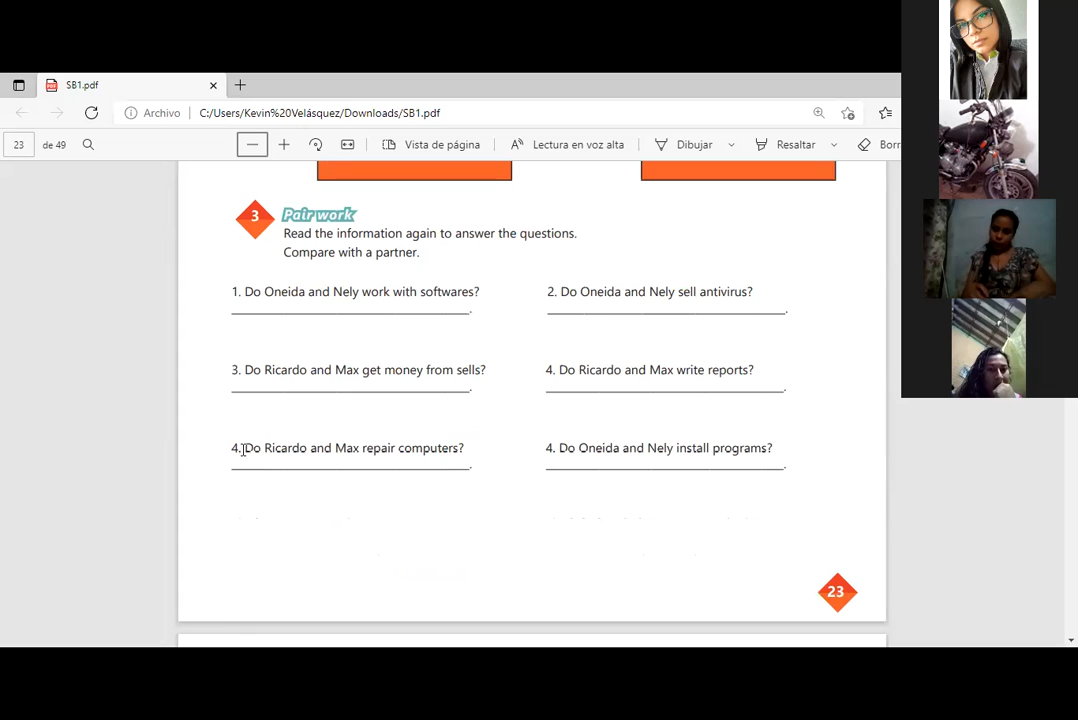 SB1.pdf
Archivo
C:/Users/Kevin%20Velásquez/Downloads/SB1.pdf
23 de 49
Vista de página
Lectura en voz alta
Dibujar
Resaltar
Borr
3
Pair work
Read the information again to answer the questions.
Compare with a partner.
1. Do Oneida and Nely work with softwares?
2. Do Oneida and Nely sell antivirus?
3. Do Ricardo and Max get money from sells?
4. Do Ricardo and Max write reports?
4. Do Ricardo and Max repair computers?
4. Do Oneida and Nely install programs?
23